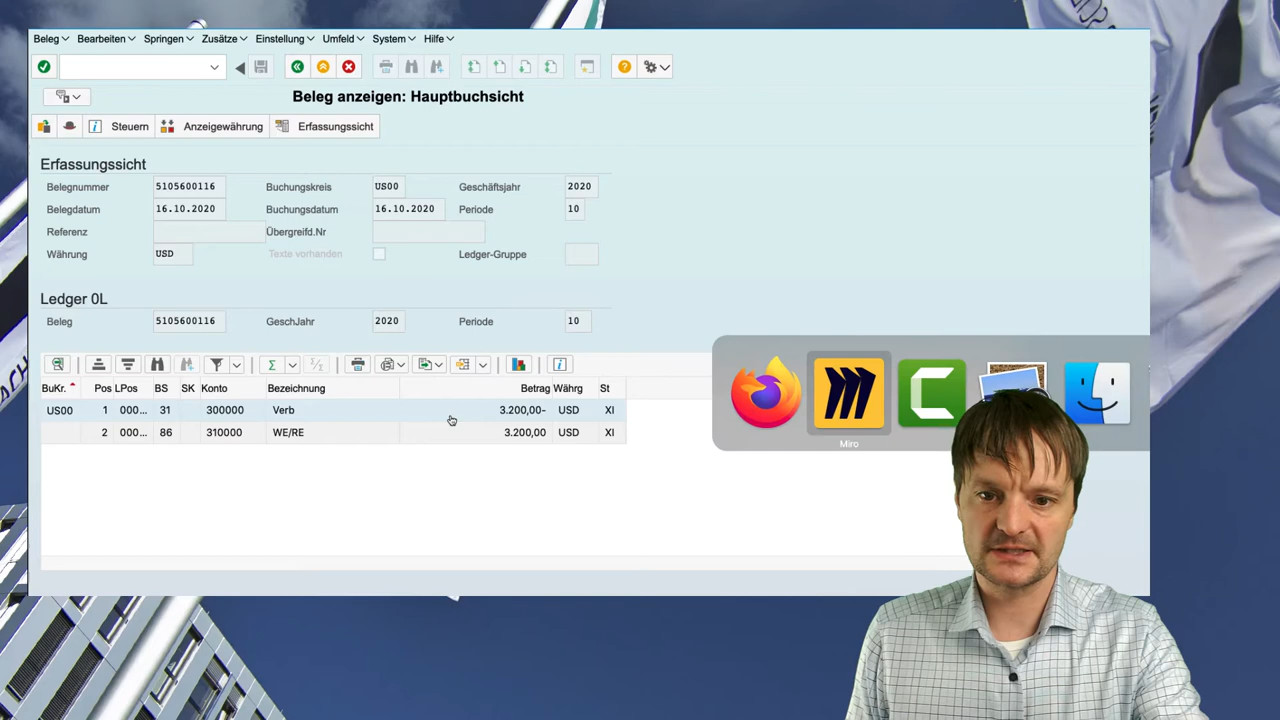 Beleg Bearbeiten Springen Zusätze Einstellung Umfeld System Hilfe
Beleg anzeigen: Hauptbuchsicht
Steuern Anzeigewährung Erfassungssicht
Erfassungssicht
Belegnummer 5105600116 Buchungskreis US00 Geschäftsjahr 2020
Belegdatum 16.10.2020 Buchungsdatum 16.10.2020 Periode 10
Referenz Übergreifd.Nr
Währung USD Texte vorhanden Ledger-Gruppe
Ledger 0L
Beleg 5105600116 GeschJahr 2020 Periode 10
BuKr. Pos LPos BS SK Konto Bezeichnung Betrag Währg St
US00 1 000... 31 300000 Verb 3.200,00- USD XI
2 000... 86 310000 WE/RE 3.200,00 USD XI
Miro